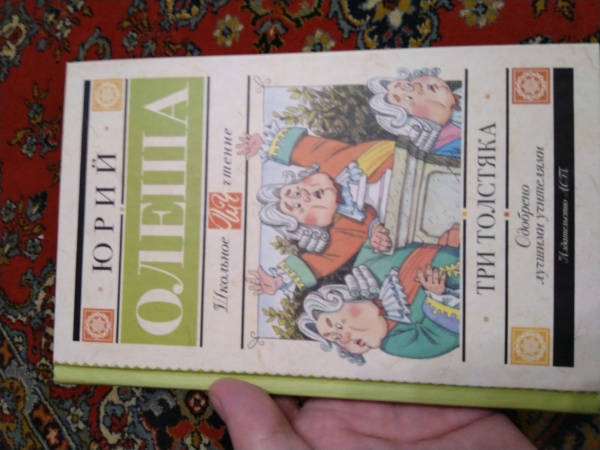 ЮРИЙ
ОЛЕША
Школьное чтение
ТРИ ТОЛСТЯКА
Одобрено
лучшими учителями
Издательство АСТ